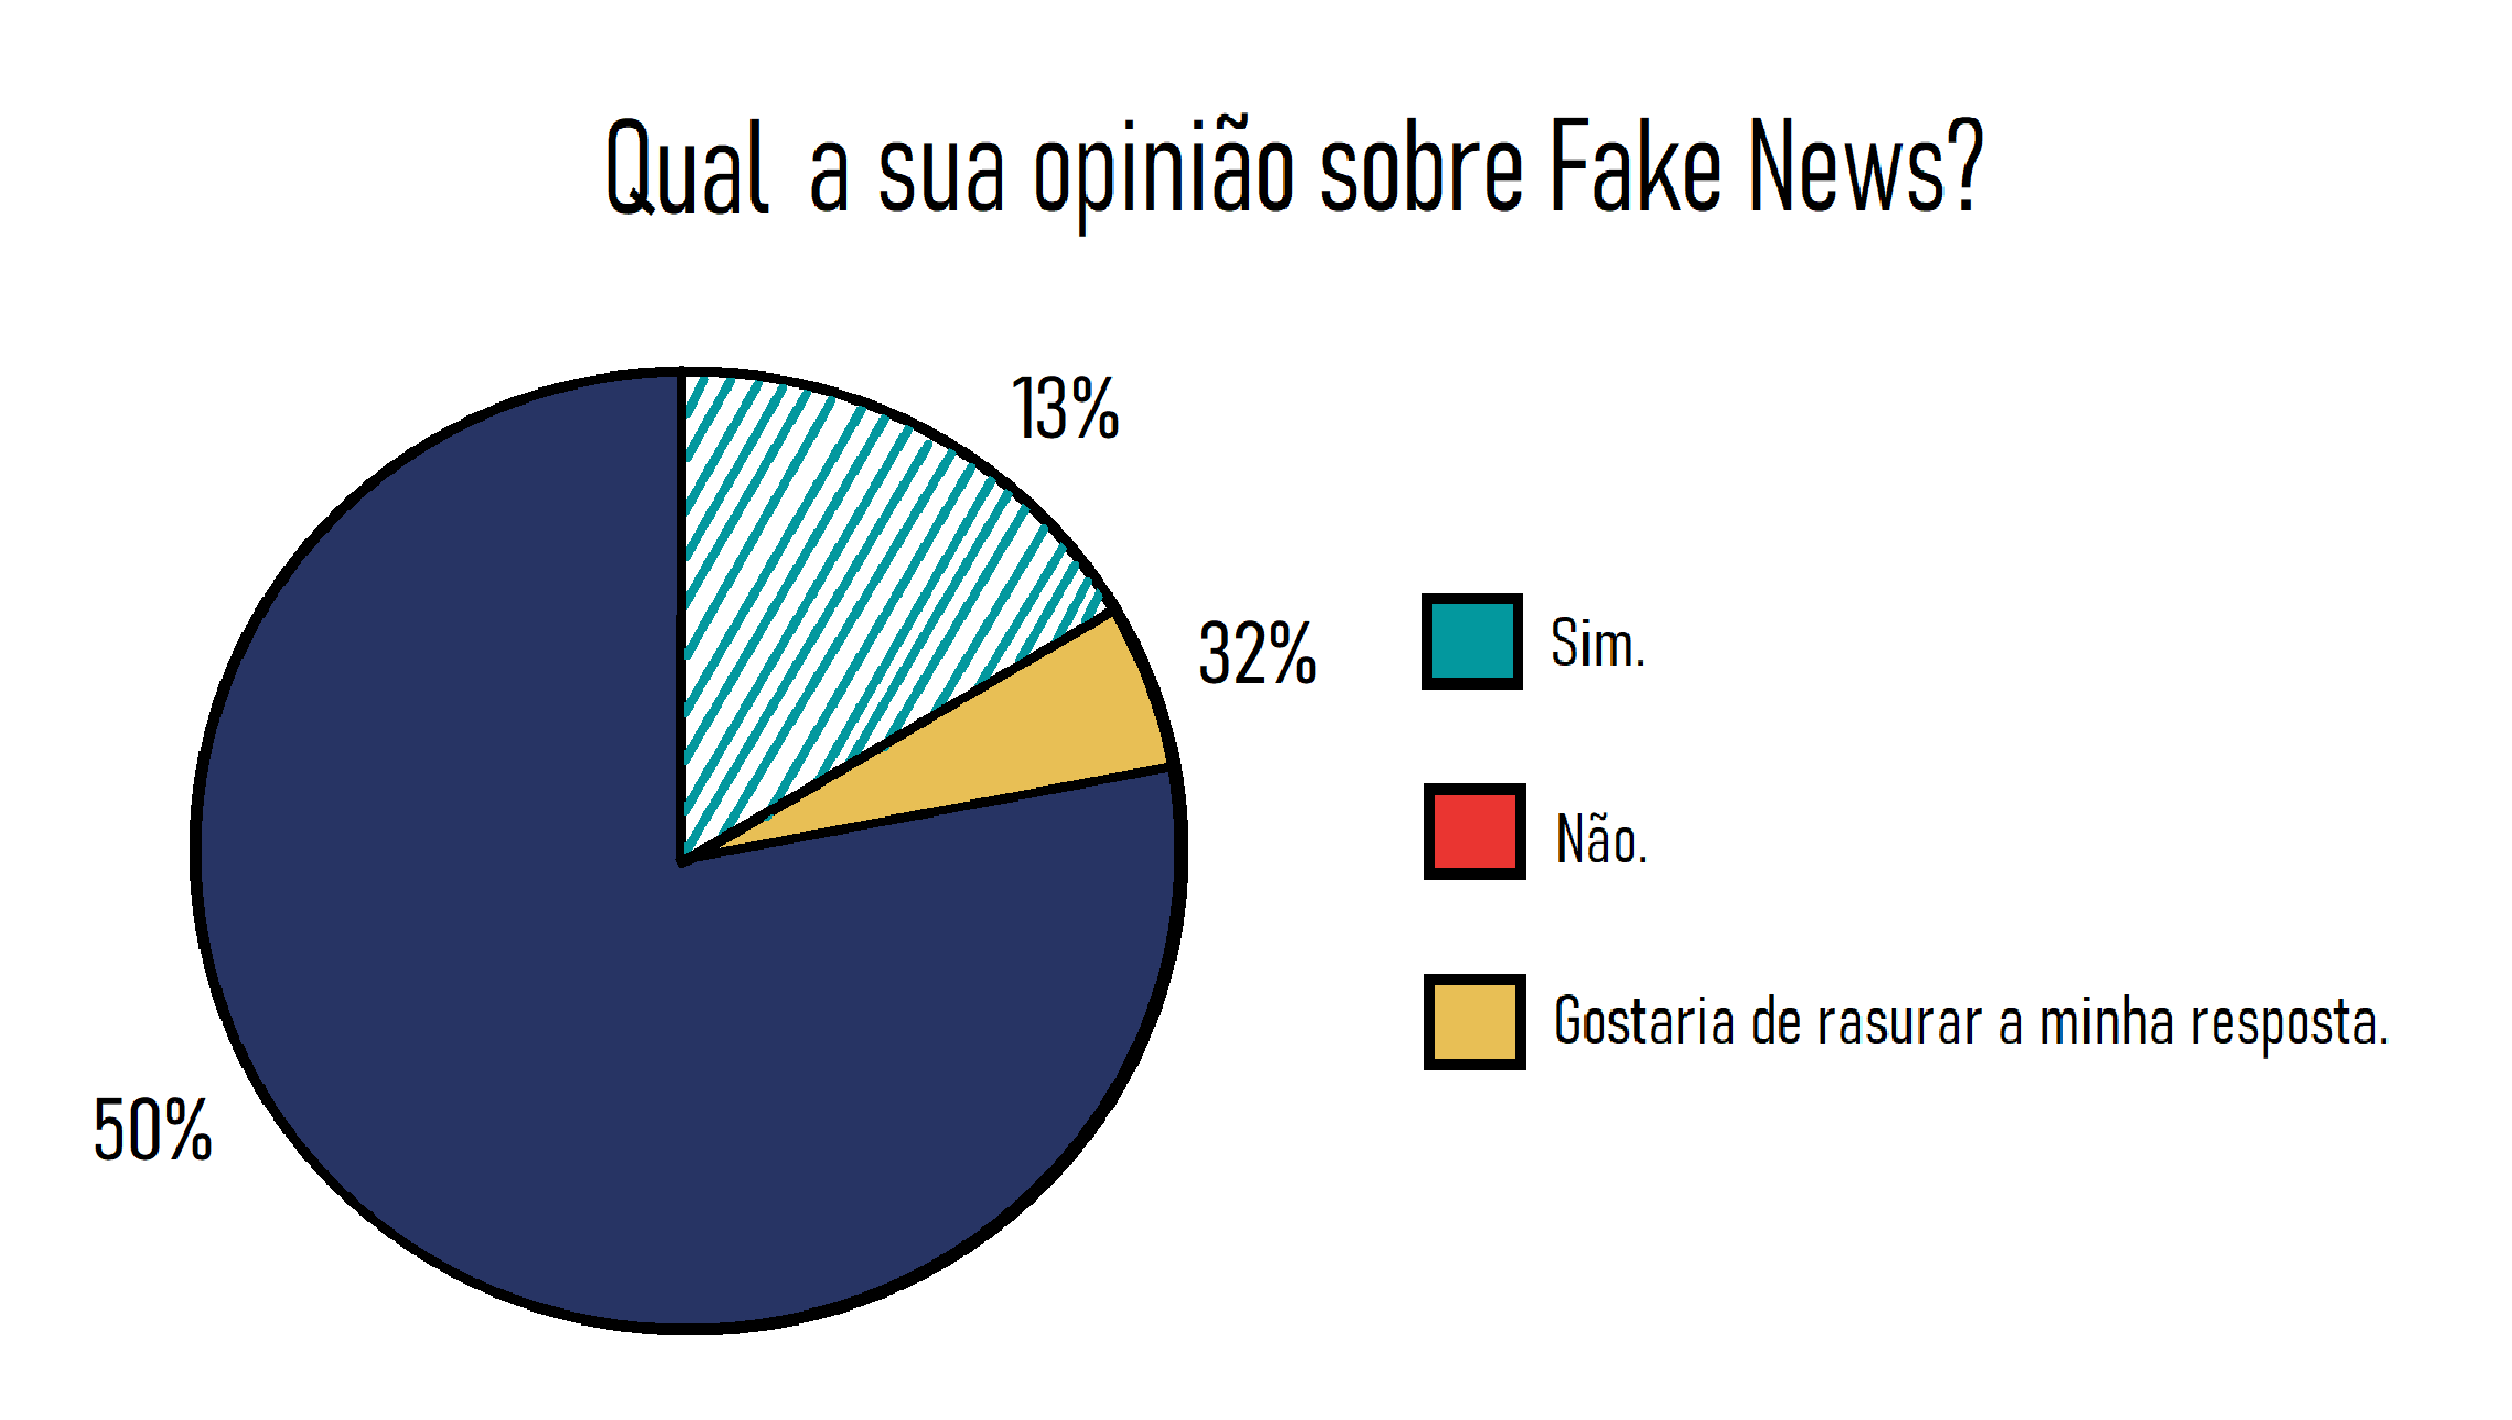 Qual a sua opinião sobre Fake News?
13%
32%
50%
Sim.
Não.
Gostaria de rasurar a minha resposta.